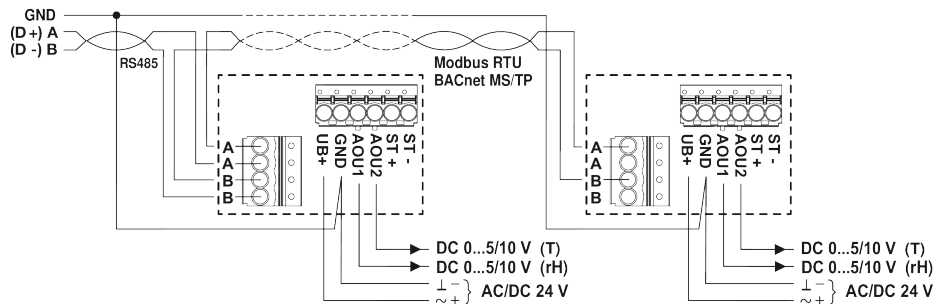 GND
(D+) A
(D -) B
RS485
Modbus RTU
BACnet MS/TP
A
A
B
B
UB+
GND
AOU1
AOU2
ST +
ST -
A
A
B
B
UB+
GND
AOU1
AOU2
ST +
ST -
DC 0...5/10 V (T)
DC 0...5/10 V (rH)
⊥ −
~ + } AC/DC 24 V
DC 0...5/10 V (T)
DC 0...5/10 V (rH)
⊥ −
~ + } AC/DC 24 V